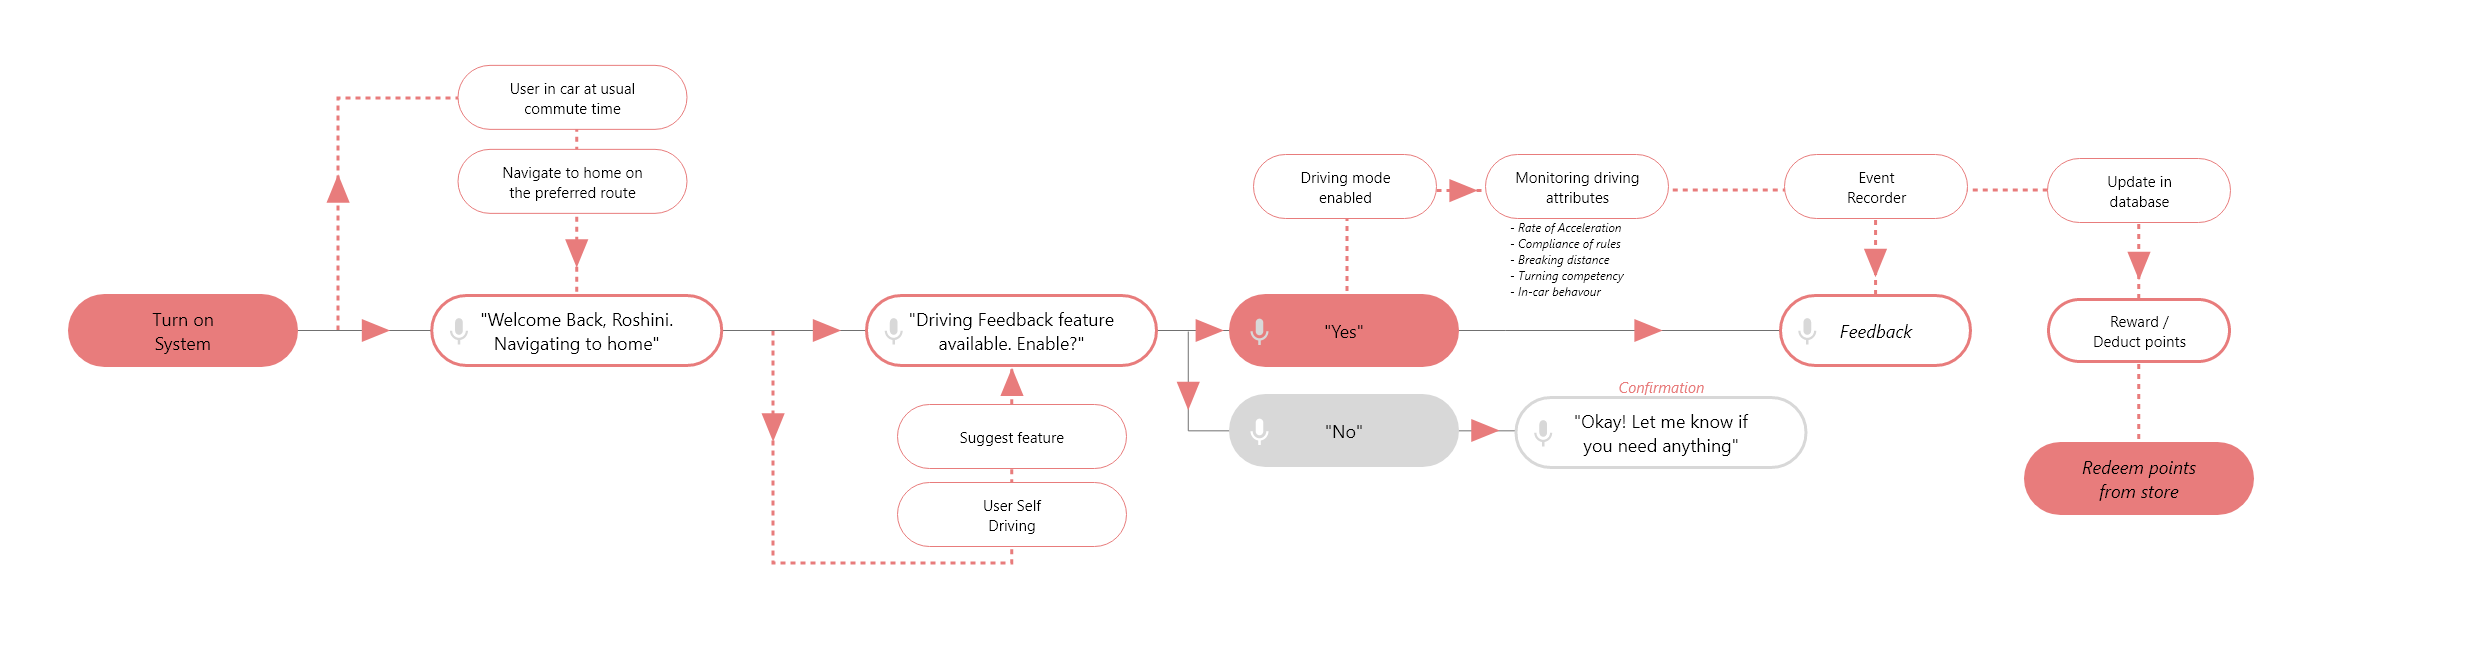 User in car at usual
commute time
Navigate to home on
the preferred route
Turn on
System
"Welcome Back, Roshini.
Navigating to home"
"Driving Feedback feature
available. Enable?"
Suggest feature
User Self
Driving
Driving mode
enabled
Monitoring driving
attributes
- Rate of Acceleration
- Compliance of rules
- Breaking distance
- Turning competency
- In-car behavour
Event
Recorder
Update in
database
"Yes"
Feedback
Reward /
Deduct points
"No"
Confirmation
"Okay! Let me know if
you need anything"
Redeem points
from store